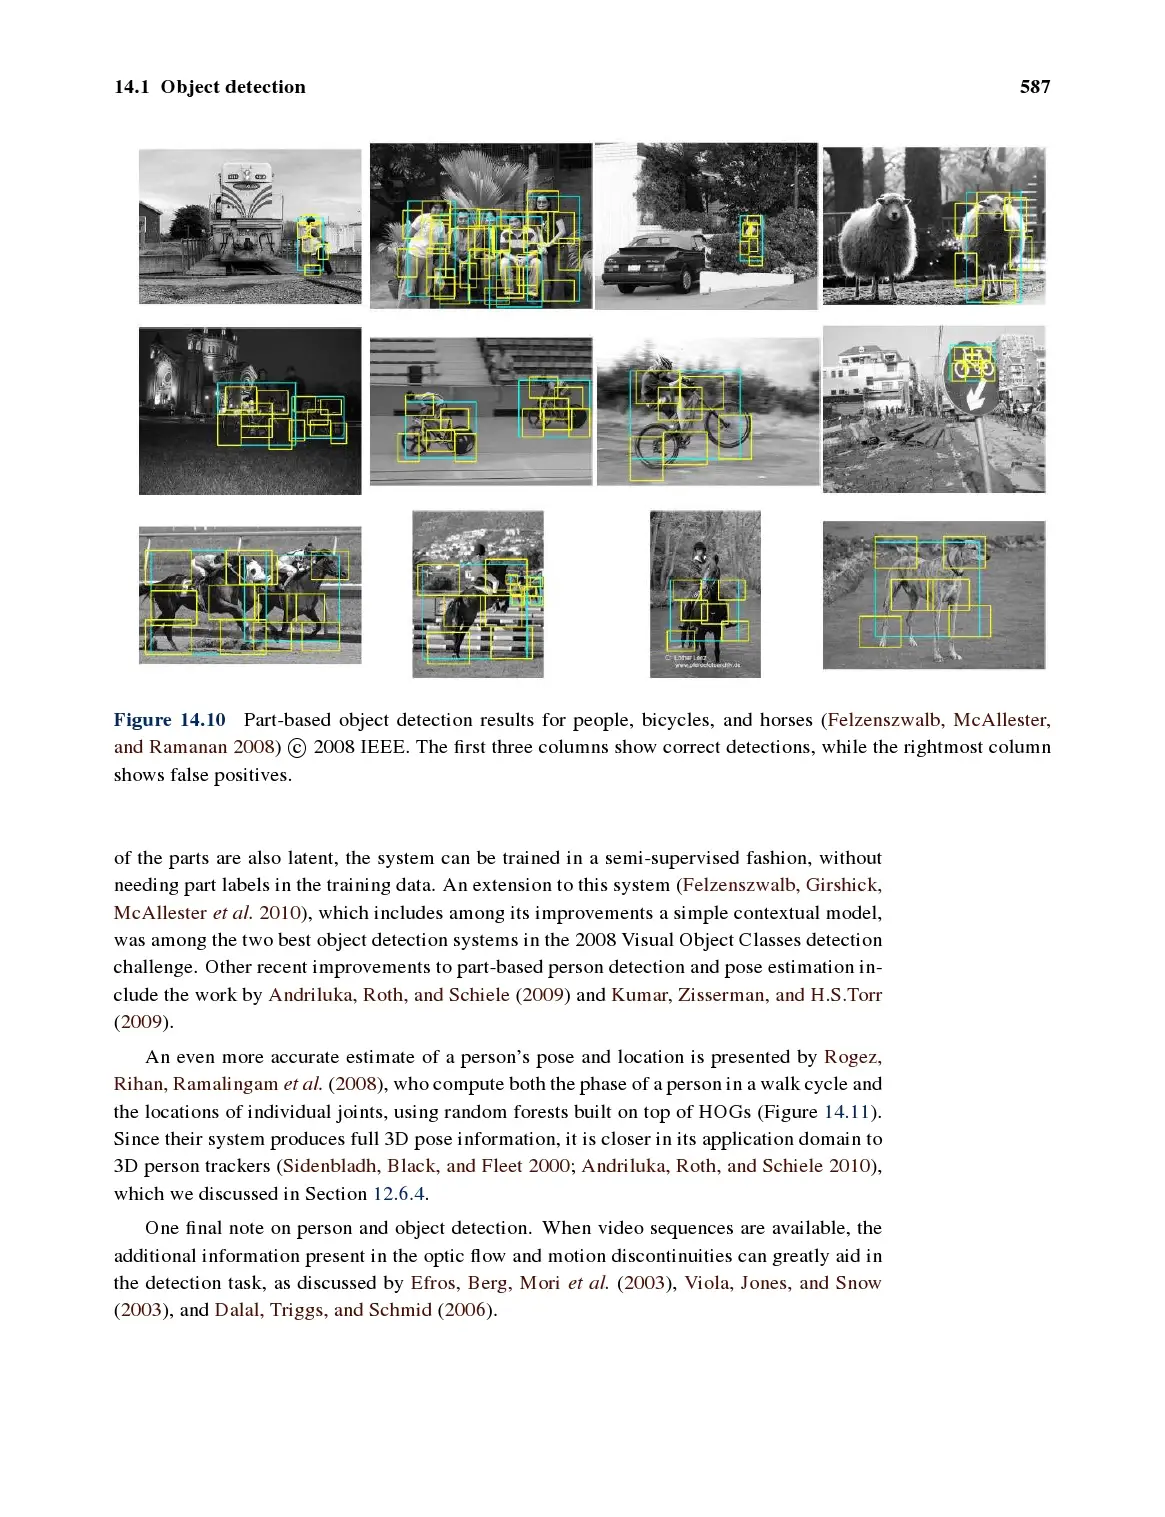 14.1 Object detection 587
Figure 14.10 Part-based object detection results for people, bicycles, and horses (Felzenszwalb, McAllester,
and Ramanan 2008) © 2008 IEEE. The first three columns show correct detections, while the rightmost column
shows false positives.
of the parts are also latent, the system can be trained in a semi-supervised fashion, without
needing part labels in the training data. An extension to this system (Felzenszwalb, Girshick,
McAllester et al. 2010), which includes among its improvements a simple contextual model,
was among the two best object detection systems in the 2008 Visual Object Classes detection
challenge. Other recent improvements to part-based person detection and pose estimation in-
clude the work by Andriluka, Roth, and Schiele (2009) and Kumar, Zisserman, and H.S.Torr
(2009).
An even more accurate estimate of a person's pose and location is presented by Rogez,
Rihan, Ramalingam et al. (2008), who compute both the phase of a person in a walk cycle and
the locations of individual joints, using random forests built on top of HOGs (Figure 14.11).
Since their system produces full 3D pose information, it is closer in its application domain to
3D person trackers (Sidenbladh, Black, and Fleet 2000; Andriluka, Roth, and Schiele 2010),
which we discussed in Section 12.6.4.
One final note on person and object detection. When video sequences are available, the
additional information present in the optic flow and motion discontinuities can greatly aid in
the detection task, as discussed by Efros, Berg, Mori et al. (2003), Viola, Jones, and Snow
(2003), and Dalal, Triggs, and Schmid (2006).